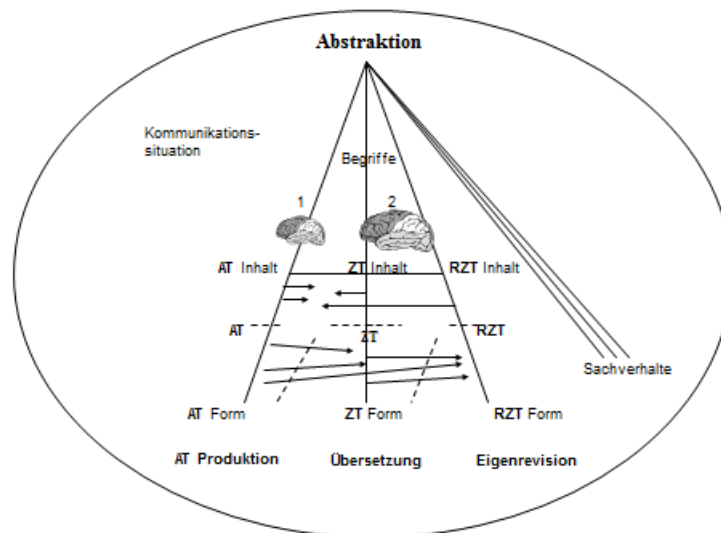 Abstraktion
Kommunikations-
situation
Begriffe
1
2
AT Inhalt
ZT Inhalt
RZT Inhalt
AT
ZT
RZT
Sachverhalte
AT Form
ZT Form
RZT Form
AT Produktion
Übersetzung
Eigenrevision